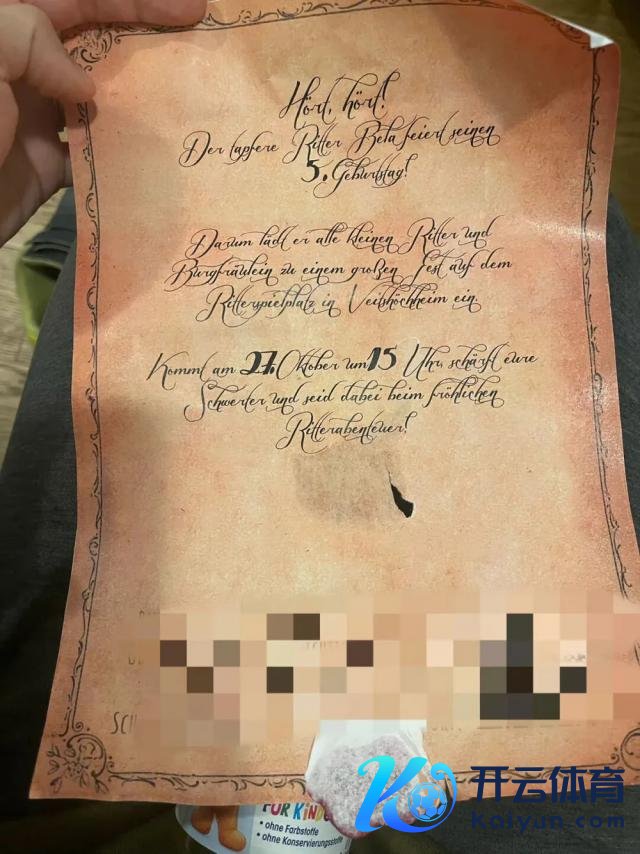 Hört, hört!
Der tapfere Ritter Bela feiert seinen
5. Geburtstag!
Darum lädt er alle kleinen Ritter und
Burgfräulein zu einem großen Fest auf dem
Ritterspielplatz in Veitshöchheim ein.
Kommt am 27. Oktober um 15 Uhr, schärft eure
Schwerter und seid dabei beim fröhlichen
Ritterabenteuer!
FÜR KINDE
• ohne Farbstoffe
• ohne Konservierungsstoffe
开云体育
Kaiyun.com